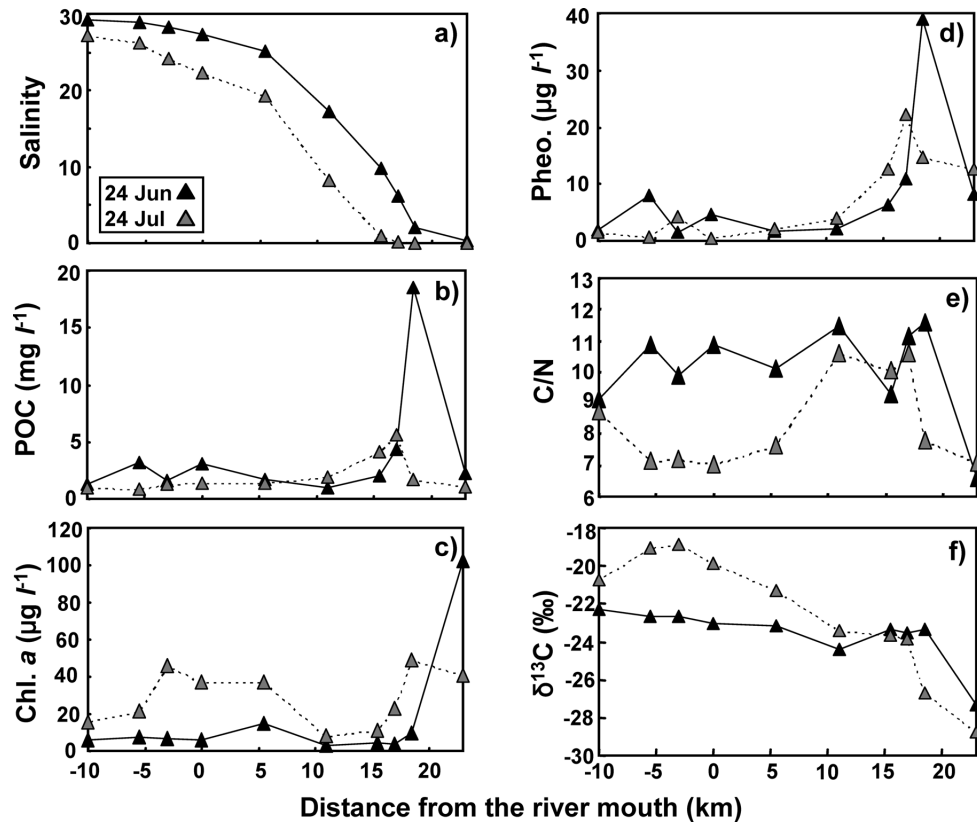 a)
Salinity
30
20
10
0
24 Jun
24 Jul
b)
POC (mg l⁻¹)
20
15
10
5
0
c)
Chl. a (µg l⁻¹)
120
100
80
60
40
20
0
-10 -5 0 5 10 15 20
d)
Pheo. (µg l⁻¹)
40
30
20
10
0
e)
C/N
13
12
11
10
9
8
7
6
f)
δ¹³C (‰)
-18
-20
-22
-24
-26
-28
-30
-10 -5 0 5 10 15 20
Distance from the river mouth (km)